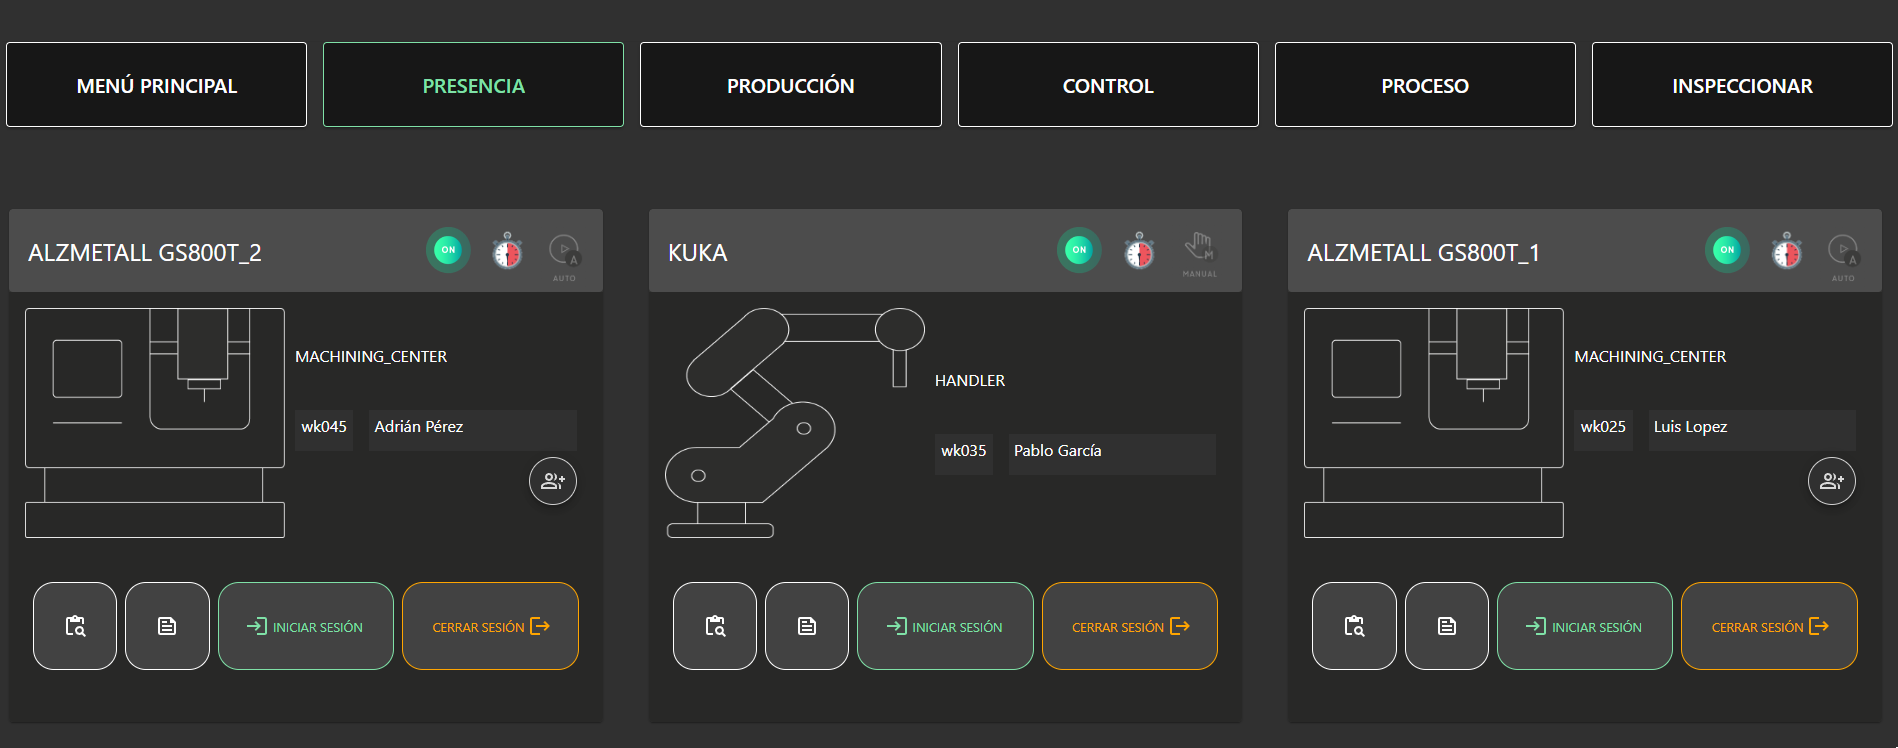 MENÚ PRINCIPAL
PRESENCIA
PRODUCCIÓN
CONTROL
PROCESO
INSPECCIONAR
ALZMETALL GS800T_2
ON
A
AUTO
MACHINING_CENTER
wk045
Adrián Pérez
INICIAR SESIÓN
CERRAR SESIÓN
KUKA
ON
M
MANUAL
HANDLER
wk035
Pablo García
INICIAR SESIÓN
CERRAR SESIÓN
ALZMETALL GS800T_1
ON
A
AUTO
MACHINING_CENTER
wk025
Luis Lopez
INICIAR SESIÓN
CERRAR SESIÓN